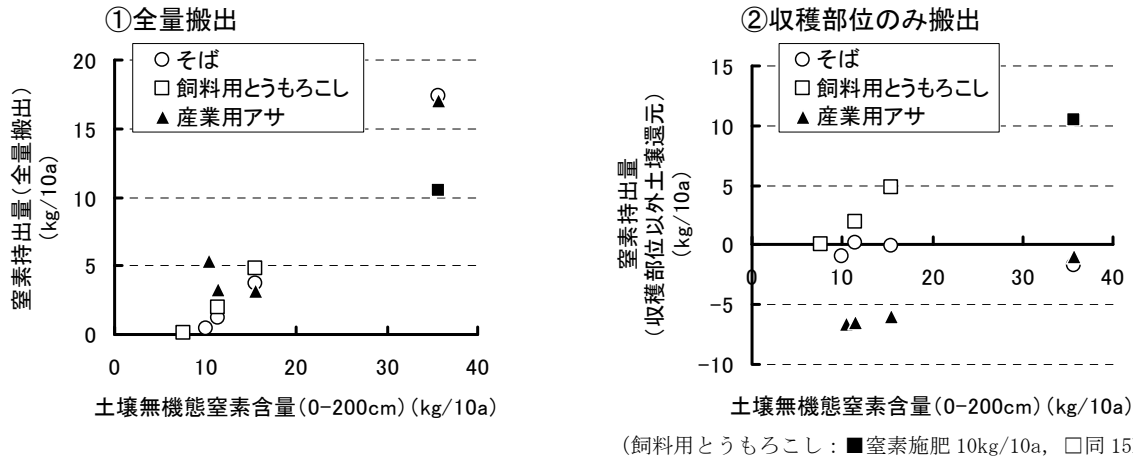 ①全量搬出
○ そば
□ 飼料用とうもろこし
▲ 産業用アサ
窒素持出量(全量搬出)
(kg/10a)
20
15
10
5
0
0 10 20 30 40
土壌無機態窒素含量(0-200cm)(kg/10a)
②収穫部位のみ搬出
○ そば
□ 飼料用とうもろこし
▲ 産業用アサ
窒素持出量
(収穫部位以外土壌還元)
(kg/10a)
15
10
5
0
-5
-10
0 10 20 30 40
土壌無機態窒素含量(0-200cm)(kg/10a)
(飼料用とうもろこし：■窒素施肥 10kg/10a, □同 15